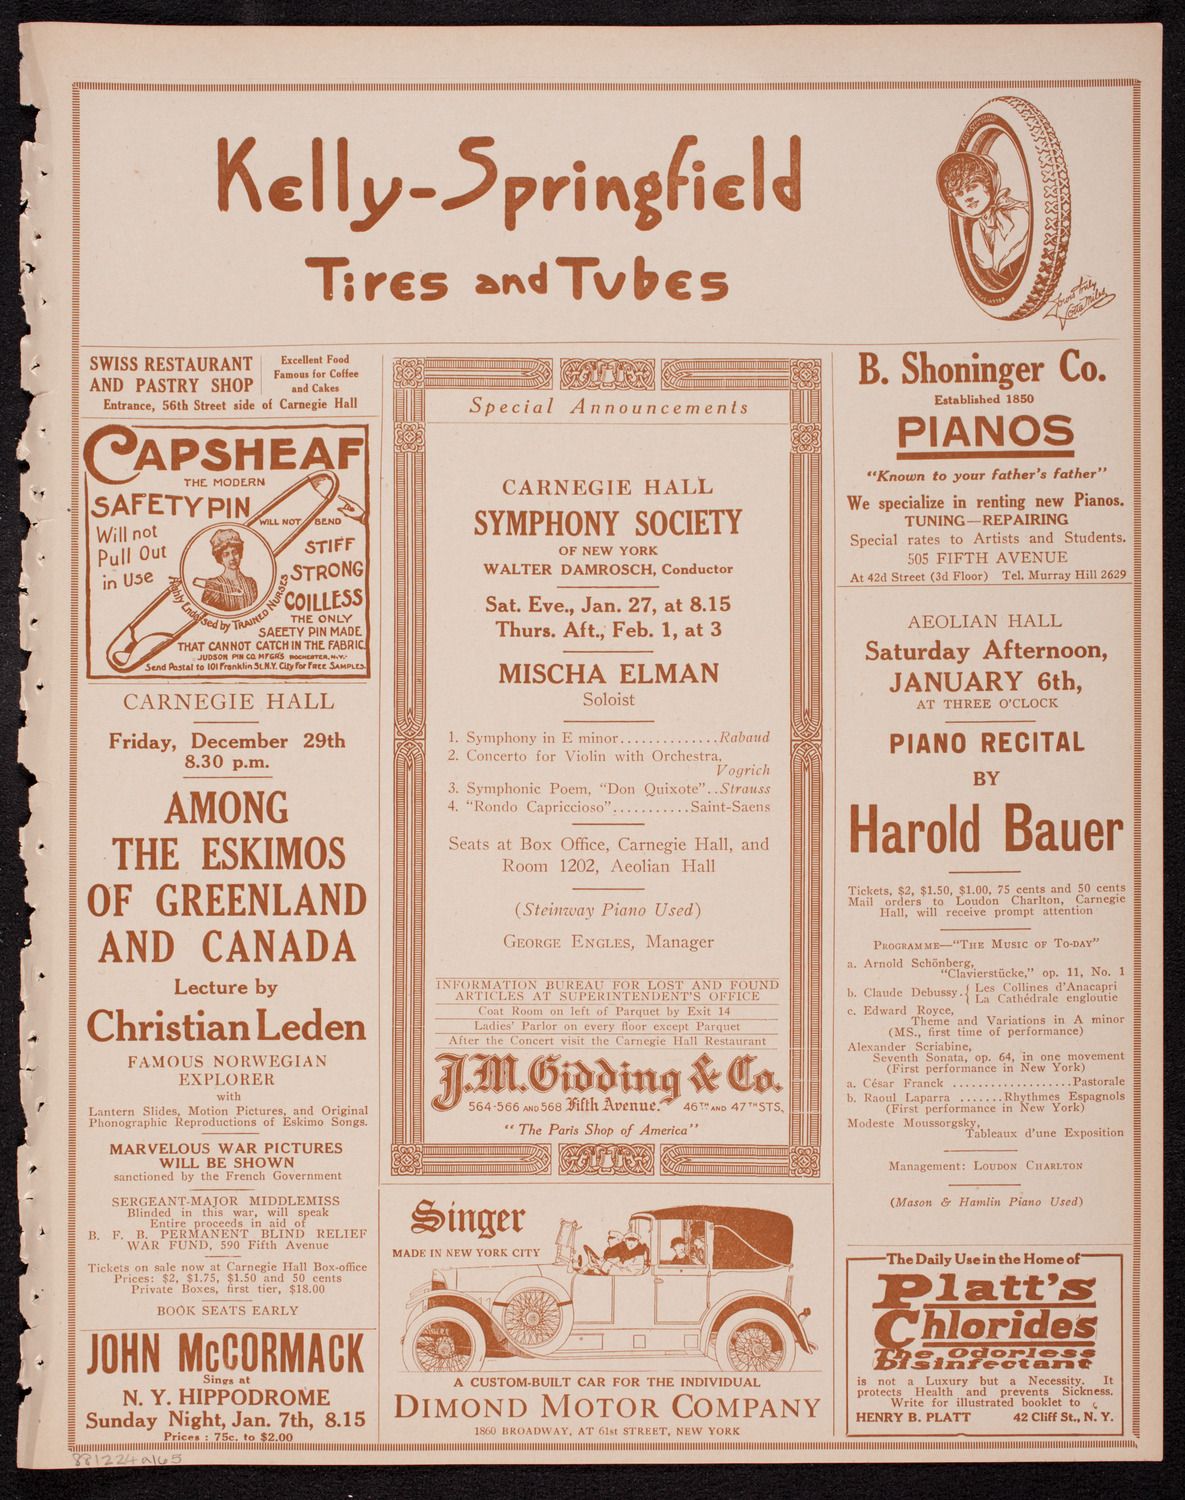 Kelly-Springfield
Tires and Tubes
SWISS RESTAURANT
AND PASTRY SHOP
Excellent Food
Famous for Coffee
and Cakes
Entrance, 56th Street side of Carnegie Hall
CAPSHEAF
THE MODERN
SAFETY PIN
WILL NOT BEND
Will not
Pull Out
in Use
STIFF
STRONG
COILLESS
Highly Endorsed by TRAINED NURSES
THE ONLY
SAFETY PIN MADE
THAT CANNOT CATCH IN THE FABRIC.
JUDSON PIN CO. MFGRS ROCHESTER, N.Y.
Send Postal to 101 Franklin St. N.Y. City for FREE SAMPLES.
CARNEGIE HALL
Friday, December 29th
8.30 p.m.
AMONG
THE ESKIMOS
OF GREENLAND
AND CANADA
Lecture by
Christian Leden
FAMOUS NORWEGIAN
EXPLORER
with
Lantern Slides, Motion Pictures, and Original
Phonographic Reproductions of Eskimo Songs.
MARVELOUS WAR PICTURES
WILL BE SHOWN
sanctioned by the French Government
SERGEANT-MAJOR MIDDLEMISS
Blinded in this war, will speak
Entire proceeds in aid of
B. F. B. PERMANENT BLIND RELIEF
WAR FUND, 590 Fifth Avenue
Tickets on sale now at Carnegie Hall Box-office
Prices: $2, $1.75, $1.50 and 50 cents
Private Boxes, first tier, $18.00
BOOK SEATS EARLY
JOHN McCORMACK
Sings at
N. Y. HIPPODROME
Sunday Night, Jan. 7th, 8.15
Prices : 75c. to $2.00
Special Announcements
CARNEGIE HALL
SYMPHONY SOCIETY
OF NEW YORK
WALTER DAMROSCH, Conductor
Sat. Eve., Jan. 27, at 8.15
Thurs. Aft., Feb. 1, at 3
MISCHA ELMAN
Soloist
1. Symphony in E minor..............Rabaud
2. Concerto for Violin with Orchestra,
Vogrich
3. Symphonic Poem, "Don Quixote"..Strauss
4. "Rondo Capriccioso"...........Saint-Saens
Seats at Box Office, Carnegie Hall, and
Room 1202, Aeolian Hall
(Steinway Piano Used)
GEORGE ENGLES, Manager
INFORMATION BUREAU FOR LOST AND FOUND
ARTICLES AT SUPERINTENDENT'S OFFICE
Coat Room on left of Parquet by Exit 14
Ladies' Parlor on every floor except Parquet
After the Concert visit the Carnegie Hall Restaurant
J.M. Gidding & Co.
564-566 AND 568 Fifth Avenue. 46TH AND 47TH STS.
"The Paris Shop of America"
Singer
MADE IN NEW YORK CITY
A CUSTOM-BUILT CAR FOR THE INDIVIDUAL
DIMOND MOTOR COMPANY
1860 BROADWAY, AT 61st STREET, NEW YORK
B. Shoninger Co.
Established 1850
PIANOS
"Known to your father's father"
We specialize in renting new Pianos.
TUNING—REPAIRING
Special rates to Artists and Students.
505 FIFTH AVENUE
At 42d Street (3d Floor) Tel. Murray Hill 2629
AEOLIAN HALL
Saturday Afternoon,
JANUARY 6th,
AT THREE O'CLOCK
PIANO RECITAL
BY
Harold Bauer
Tickets, $2, $1.50, $1.00, 75 cents and 50 cents
Mail orders to Loudon Charlton, Carnegie
Hall, will receive prompt attention
PROGRAMME—"THE MUSIC OF TO-DAY"
a. Arnold Schönberg,
"Clavierstücke," op. 11, No. 1
b. Claude Debussy. { Les Collines d'Anacapri
La Cathédrale engloutie
c. Edward Royce,
Theme and Variations in A minor
(MS., first time of performance)
Alexander Scriabine,
Seventh Sonata, op. 64, in one movement
(First performance in New York)
a. César Franck ...................Pastorale
b. Raoul Laparra .......Rhythmes Espagnols
(First performance in New York)
Modeste Moussorgsky,
Tableaux d'une Exposition
Management: LOUDON CHARLTON
(Mason & Hamlin Piano Used)
The Daily Use in the Home of
Platt's
Chlorides
The Odorless
Disinfectant
is not a Luxury but a Necessity. It
protects Health and prevents Sickness.
Write for illustrated booklet to
HENRY B. PLATT 42 Cliff St., N. Y.